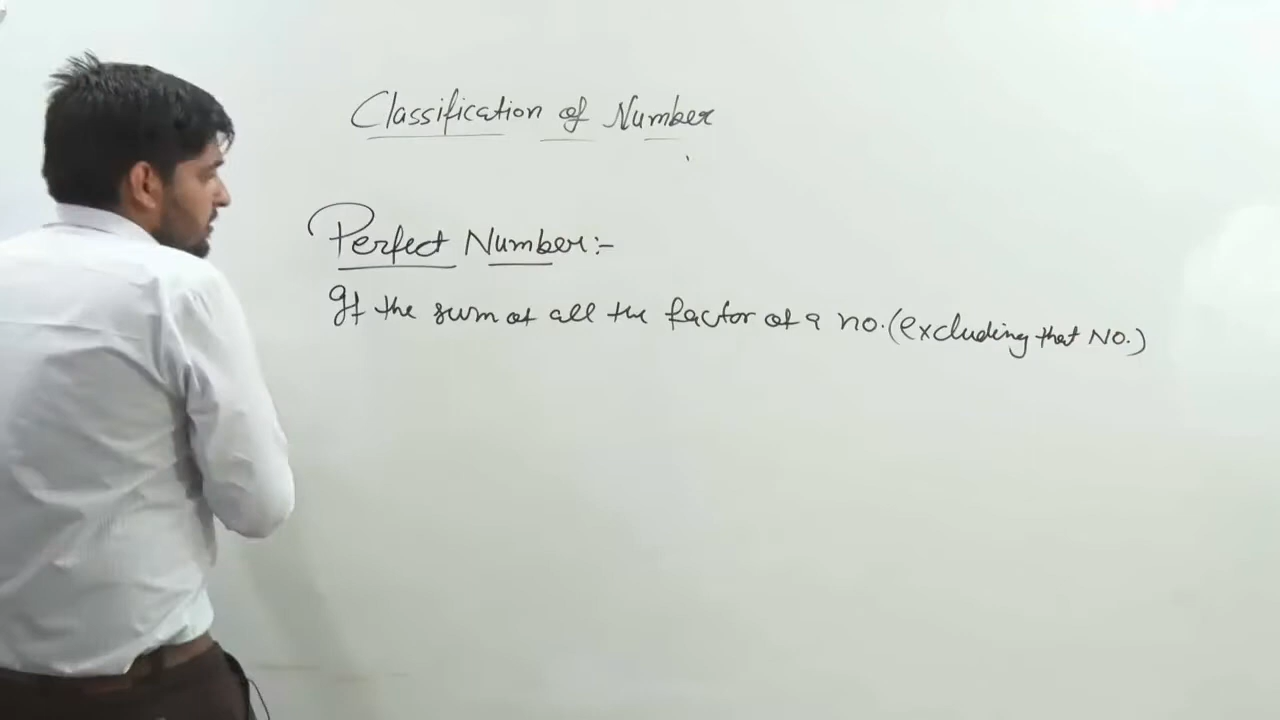 Classification of Number
Perfect Number:-
If the sum of all the factor of a no. (excluding that No.)